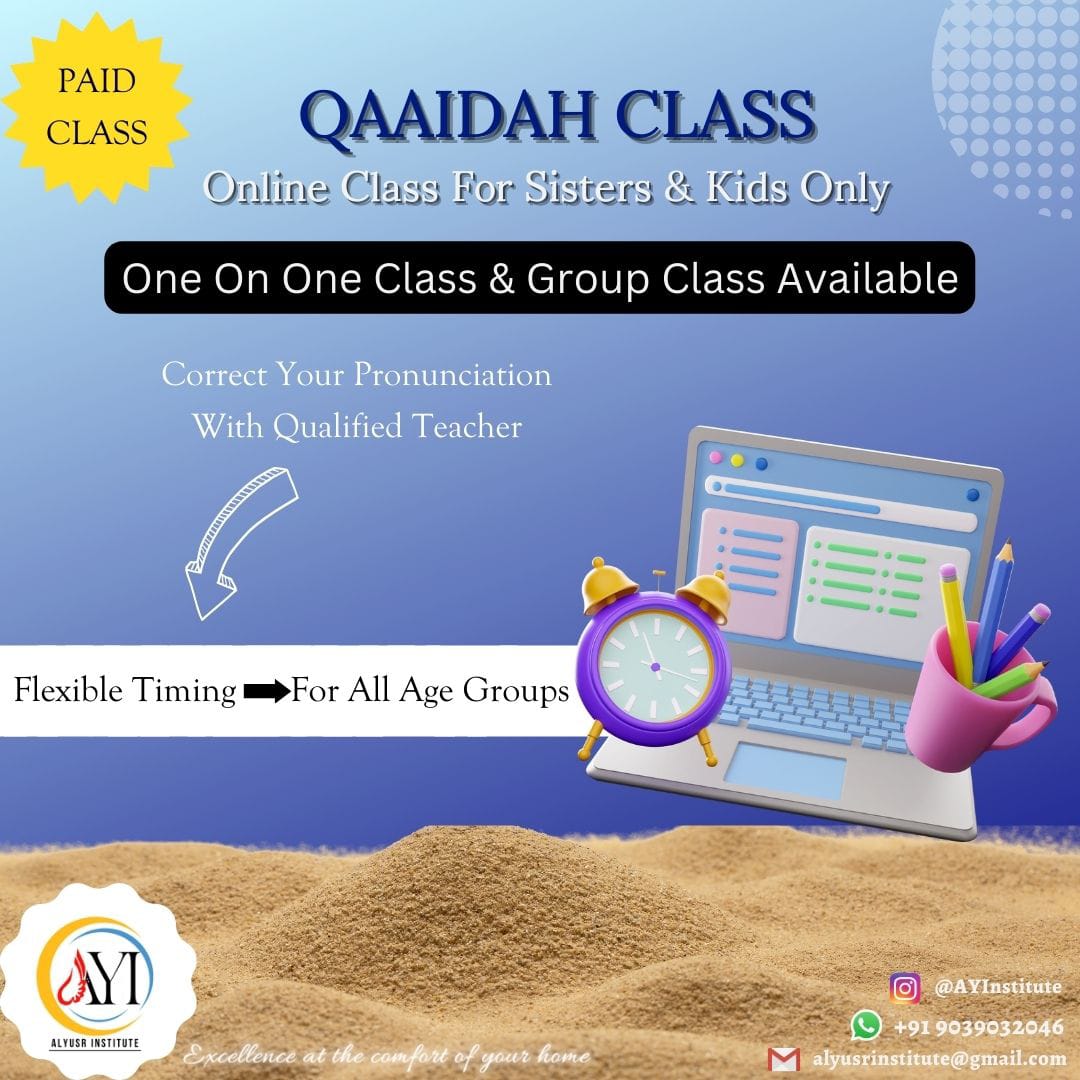 PAID
CLASS
QAAIDAH CLASS
Online Class For Sisters & Kids Only
One On One Class & Group Class Available
Correct Your Pronunciation
With Qualified Teacher
Flexible Timing For All Age Groups
AYI
ALYUSR INSTITUTE
Excellence at the comfort of your home
@AYInstitute
+91 9039032046
alyusrinstitute@gmail.com